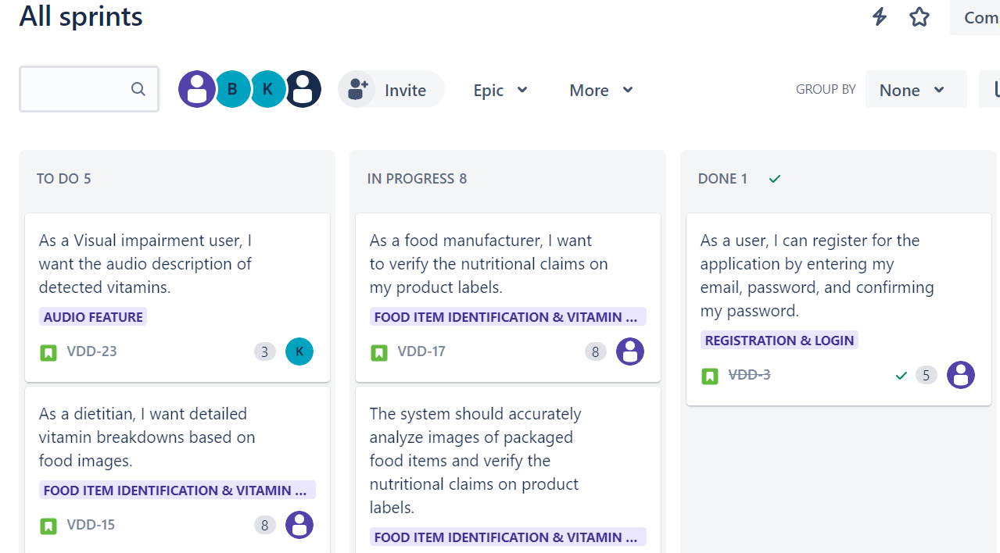 All sprints
Com
B
K
Invite
Epic
More
GROUP BY
None
TO DO 5
As a Visual impairment user, I
want the audio description of
detected vitamins.
AUDIO FEATURE
VDD-23
3
K
As a dietitian, I want detailed
vitamin breakdowns based on
food images.
FOOD ITEM IDENTIFICATION & VITAMIN ...
VDD-15
8
IN PROGRESS 8
As a food manufacturer, I want
to verify the nutritional claims on
my product labels.
FOOD ITEM IDENTIFICATION & VITAMIN ...
VDD-17
8
The system should accurately
analyze images of packaged
food items and verify the
nutritional claims on product
labels.
FOOD ITEM IDENTIFICATION & VITAMIN ...
DONE 1
As a user, I can register for the
application by entering my
email, password, and confirming
my password.
REGISTRATION & LOGIN
VDD-3
5